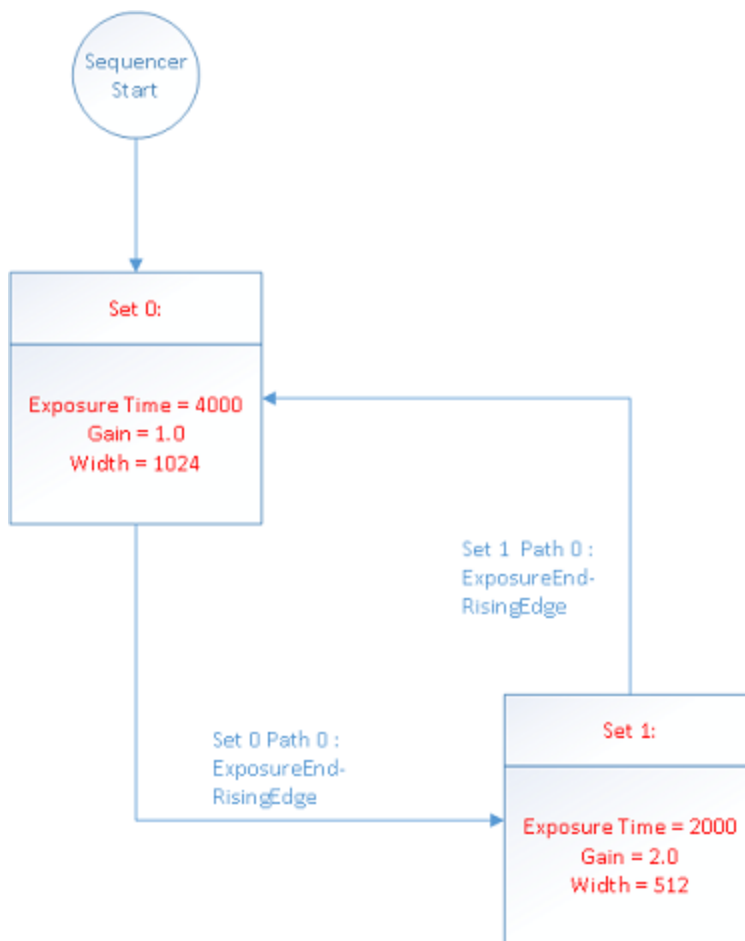 Sequencer
Start
Set 0:
Exposure Time = 4000
Gain = 1.0
Width = 1024
Set 1 Path 0 :
ExposureEnd-
RisingEdge
Set 0 Path 0 :
ExposureEnd-
RisingEdge
Set 1:
Exposure Time = 2000
Gain = 2.0
Width = 512